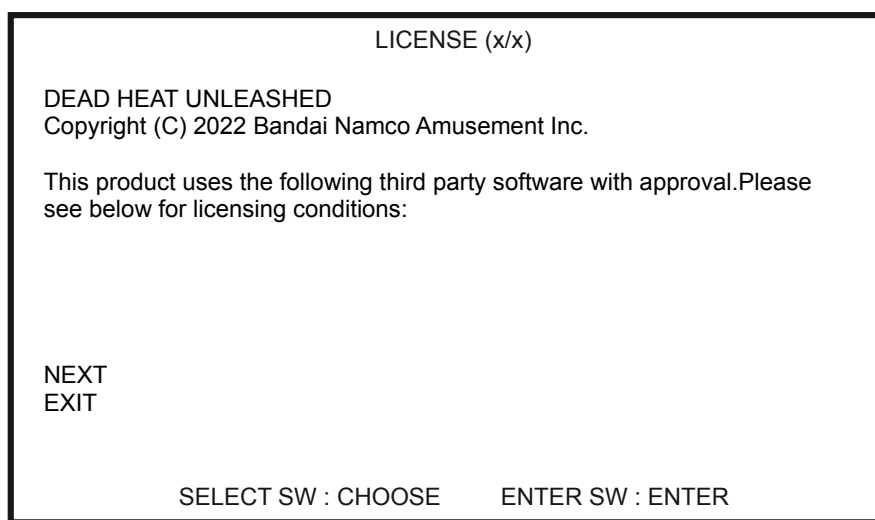 LICENSE (x/x)
DEAD HEAT UNLEASHED
Copyright (C) 2022 Bandai Namco Amusement Inc.
This product uses the following third party software with approval.Please
see below for licensing conditions:
NEXT
EXIT
SELECT SW : CHOOSE ENTER SW : ENTER